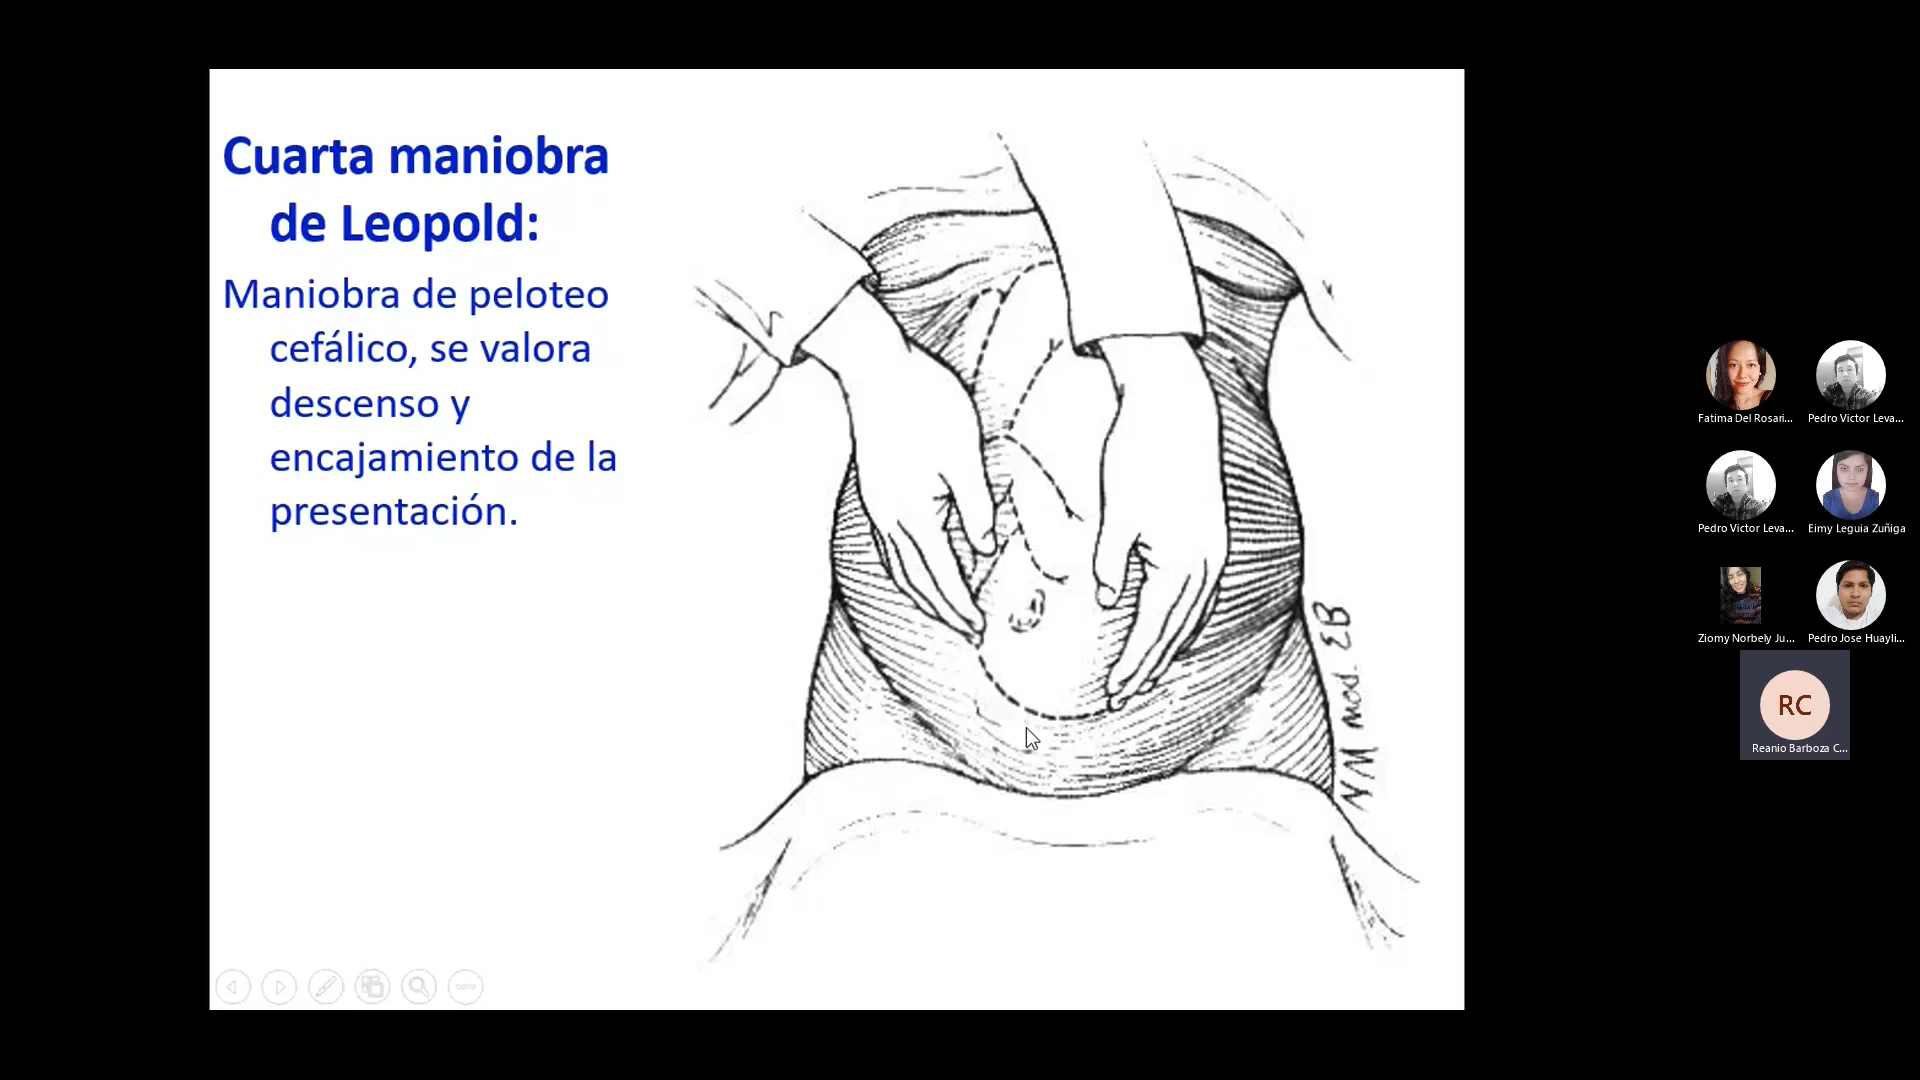 Cuarta maniobra
de Leopold:
Maniobra de peloteo
cefálico, se valora
descenso y
encajamiento de la
presentación.
NM mod. EB
Fatima Del Rosari...
Pedro Victor Leva...
Pedro Victor Leva...
Eimy Leguia Zuñiga
Ziomy Norbely Ju...
Pedro Jose Huayli...
RC
Reanio Barboza C...